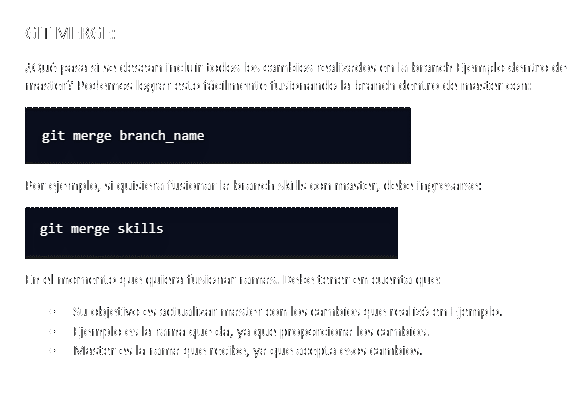 GIT MERGE:
¿Qué pasa si se desean incluir todos los cambios realizados en la branch Ejemplo dentro de
master? Podemos lograr esto fácilmente fusionando la branch dentro de master con:
git merge branch_name
Por ejemplo, si quisiera fusionar la branch skills con master, debe ingresarse:
git merge skills
En el momento que quiera fusionar ramas. Debe tener en cuenta que:
- Su objetivo es actualizar master con los cambios que realizó en Ejemplo.
- Ejemplo es la rama que da, ya que proporciona los cambios.
- Master es la rama que recibe, ya que acepta esos cambios.